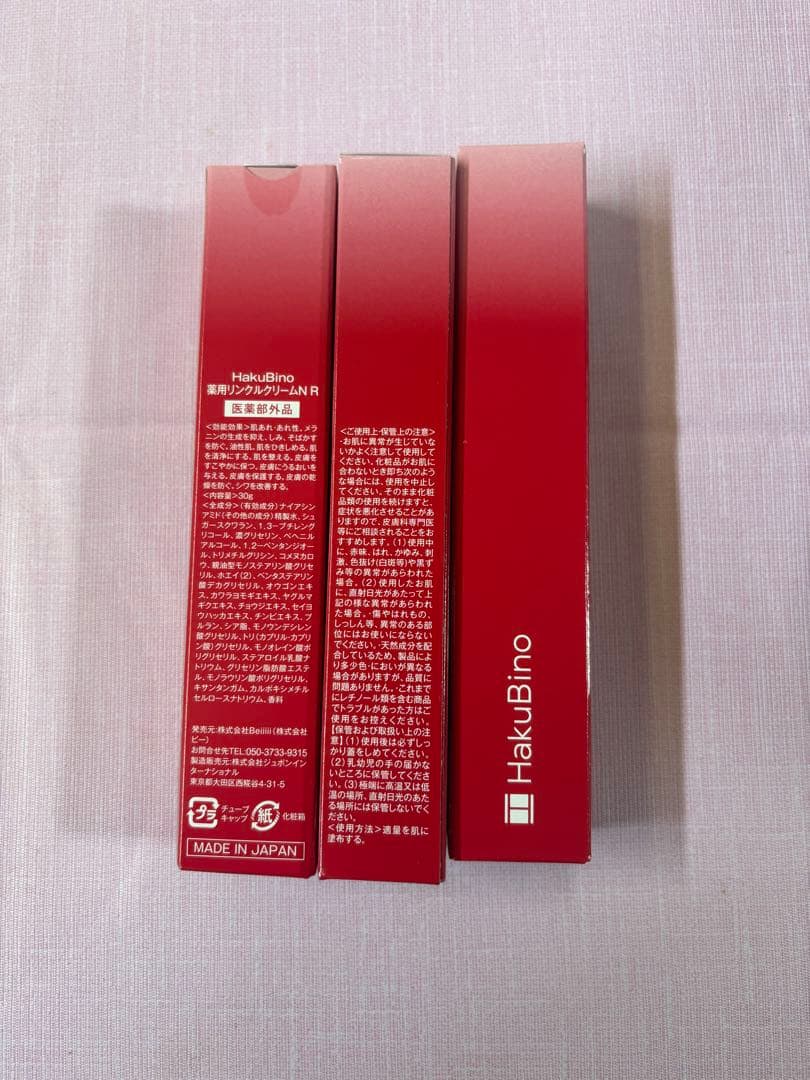 HakuBino
薬用リンクルクリームN R
医薬部外品
<効能効果>肌あれ・あれ性。メラ
ニンの生成を抑え、しみ、そばかす
を防ぐ。油性肌。肌をひきしめる。肌
を清浄にする。肌を整える。皮膚を
すこやかに保つ。皮膚にうるおいを
与える。皮膚を保護する。皮膚の乾
燥を防ぐ。シワを改善する。
<内容量>30g
<全成分>(有効成分)ナイアシン
アミド(その他の成分)精製水、シュ
ガースクワラン、1,3-ブチレング
リコール、濃グリセリン、ベヘニル
アルコール、1,2-ペンタンジオー
ル、トリメチルグリシン、コメヌカロ
ウ、親油型モノステアリン酸グリセ
リル、ホエイ(2)、ペンタステアリン
酸デカグリセリル、オウゴンエキ
ス、カワラヨモギエキス、ヤグルマ
ギクエキス、チョウジエキス、セイヨ
ウハッカエキス、チンピエキス、プ
ルラン、シア脂、モノウンデシレン
酸グリセリル、トリ(カプリル・カプリ
ン酸)グリセリル、モノオレイン酸ポ
リグリセリル、ステアロイル乳酸ナ
トリウム、グリセリン脂肪酸エステ
ル、モノラウリン酸ポリグリセリル、
キサンタンガム、カルボキシメチル
セルロースナトリウム、香料
発売元:株式会社Beiiiii(株式会社
ビー)
お問合せ先TEL:050-3733-9315
製造販売元:株式会社ジュポンイン
ターナショナル
東京都大田区西糀谷4-31-5
プラ
チューブ
キャップ
紙
化粧箱
MADE IN JAPAN
<ご使用上・保管上の注意>
・お肌に異常が生じていな
いかよく注意して使用して
ください。化粧品がお肌に
合わないとき即ち次のよう
な場合には、使用を中止し
てください。そのまま化粧
品類の使用を続けますと、
症状を悪化させることがあ
りますので、皮膚科専門医
等にご相談されることをお
すすめします。(1)使用中
に、赤味、はれ、かゆみ、刺
激、色抜け(白斑等)や黒ず
み等の異常があらわれた
場合。(2)使用したお肌
に、直射日光があたって上
記の様な異常があらわれ
た場合。・傷やはれもの、
しっしん等、異常のある部
位にはお使いにならない
でください。・天然成分を配
合しているため、製品によ
り多少色・においが異なる
場合がありますが、品質に
問題ありません。・これまで
にレチノール類を含む商品
でトラブルがあった方はご
使用をお控えください。
【保管および取扱い上の注
意】(1)使用後は必ずしっ
かり蓋をしめてください。
(2)乳幼児の手の届かな
いところに保管してくださ
い。(3)極端に高温又は低
温の場所、直射日光のあた
る場所には保管しないでく
ださい。
<使用方法>適量を肌に
塗布する。
HakuBino